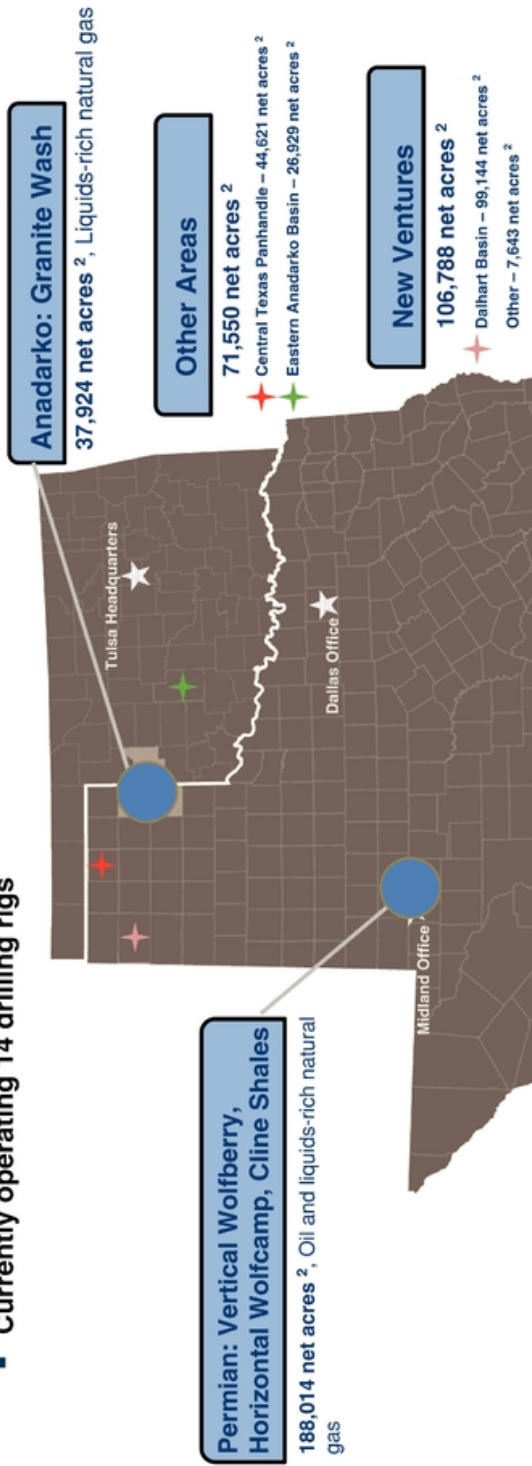 Currently operating 14 drilling rigs
Anadarko: Granite Wash
37,924 net acres ², Liquids-rich natural gas
Permian: Vertical Wolfberry,
Horizontal Wolfcamp, Cline Shales
188,014 net acres ², Oil and liquids-rich natural
gas
Tulsa Headquarters
Dallas Office
Midland Office
Other Areas
71,550 net acres ²
Central Texas Panhandle – 44,621 net acres ²
Eastern Anadarko Basin – 26,929 net acres ²
New Ventures
106,788 net acres ²
Dalhart Basin – 99,144 net acres ²
Other – 7,643 net acres ²